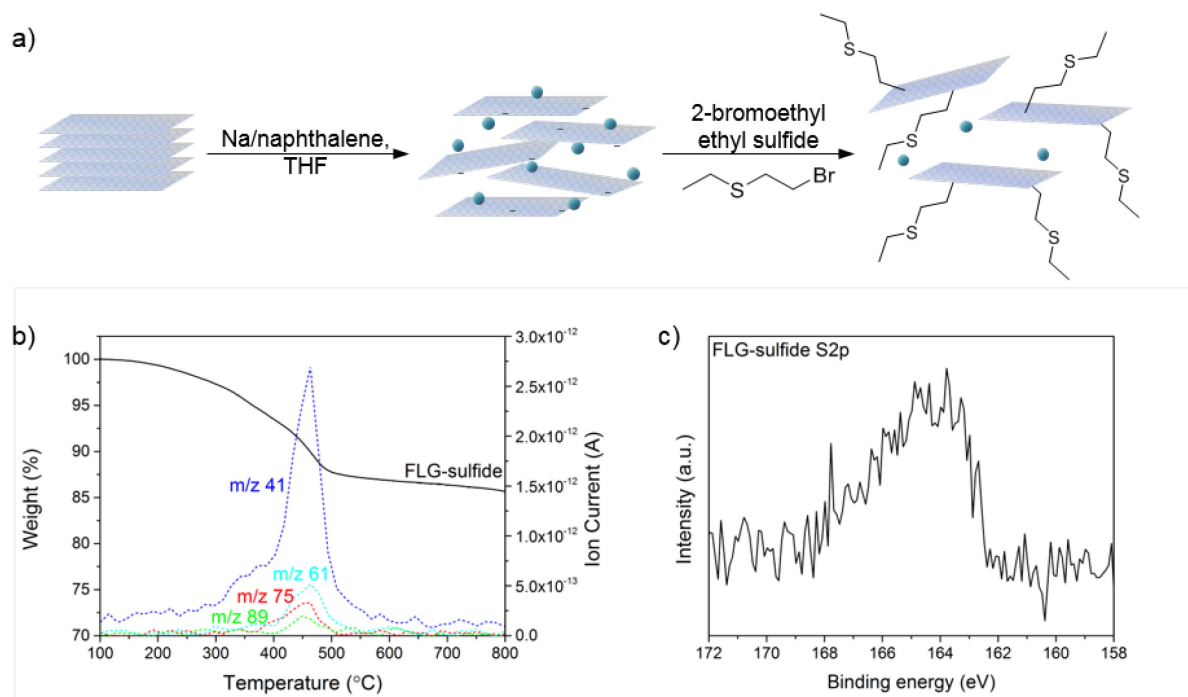 a)
Na/naphthalene,
THF
2-bromoethyl
ethyl sulfide
S
Br
S
S
S
S
S
S
b)
Weight (%)
100
95
90
85
80
75
70
100 200 300 400 500 600 700 800
Temperature (°C)
3.0x10-12
2.5x10-12
2.0x10-12
1.5x10-12
1.0x10-12
5.0x10-13
0.0
Ion Current (A)
FLG-sulfide
m/z 41
m/z 61
m/z 75
m/z 89
c)
FLG-sulfide S2p
Intensity (a.u.)
172 170 168 166 164 162 160 158
Binding energy (eV)